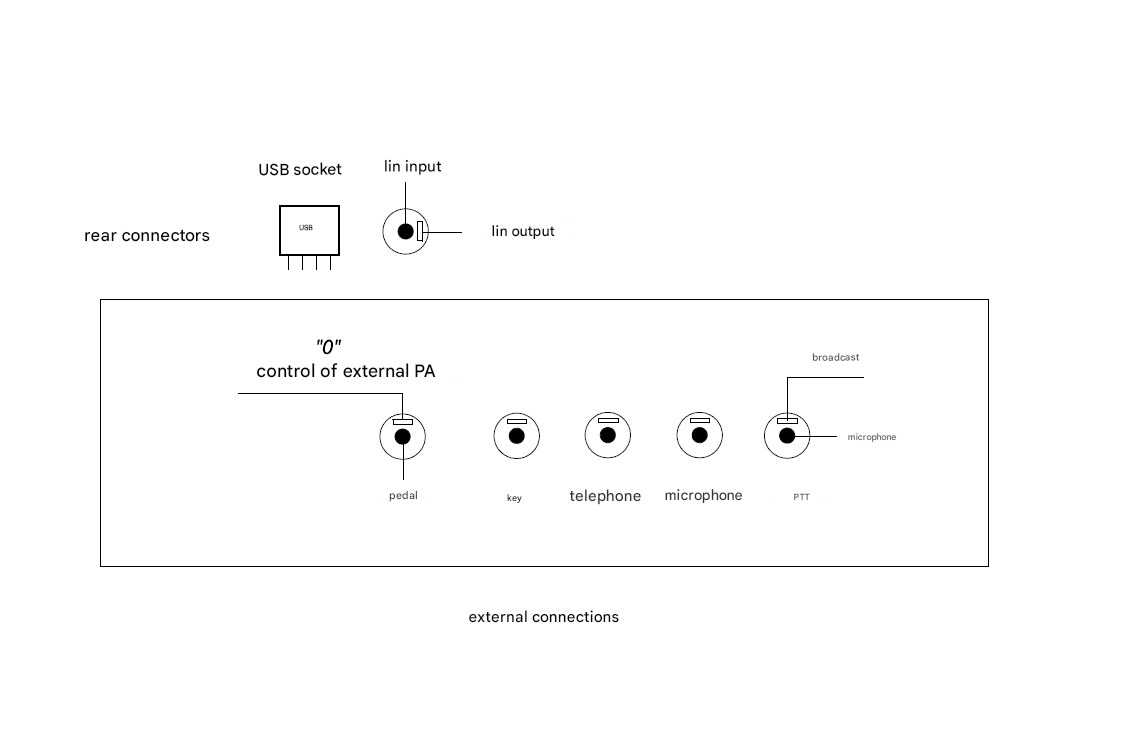 USB socket
lin input
USB
rear connectors
lin output
"0"
control of external PA
broadcast
microphone
pedal
key
telephone
microphone
PTT
external connections